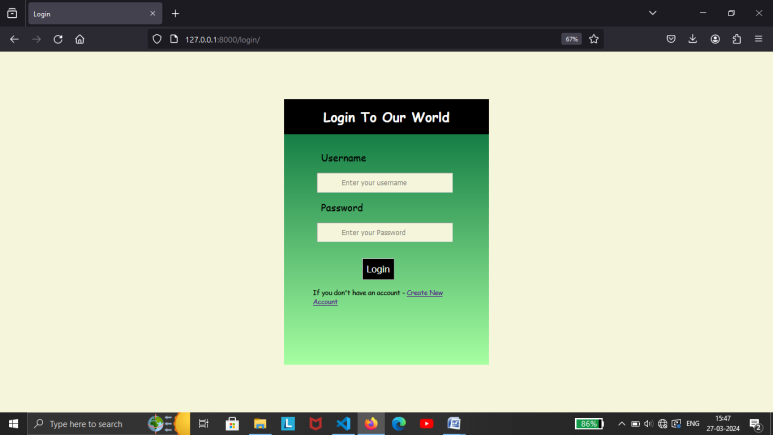 Login
127.0.0.1:8000/login/
67%
Login To Our World
Username
Enter your username
Password
Enter your Password
Login
If you don't have an account - Create New
Account
Type here to search
86%
ENG
15:47
27-03-2024
2